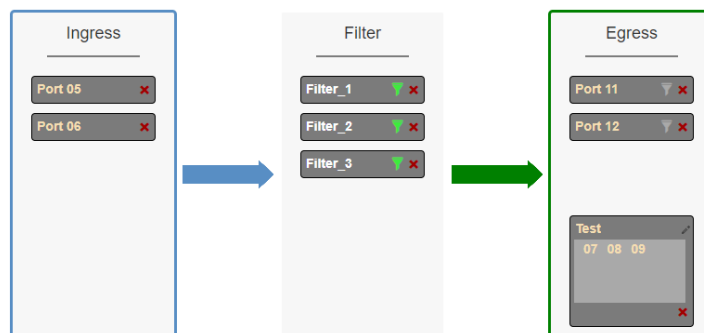 Ingress
Port 05
Port 06
Filter
Filter_1
Filter_2
Filter_3
Egress
Port 11
Port 12
Test
07 08 09